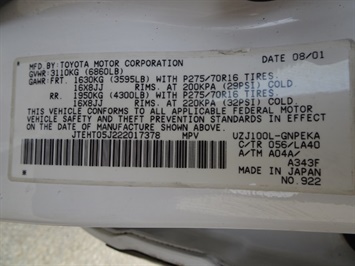 MFD.BY:TOYOTA MOTOR CORPORATION DATE 08/01
GVWR:3110KG (6860LB)
GAWR: FRT. 1630KG (3595LB) WITH P275/70R16 TIRES,
16X8JJ RIMS, AT 200KPA (29PSI) COLD
RR. 1950KG (4300LB) WITH P275/70R16 TIRES,
16X8JJ RIMS, AT 220KPA (32PSI) COLD
THIS VEHICLE CONFORMS TO ALL APPLICABLE FEDERAL MOTOR
VEHICLE SAFETY AND THEFT PREVENTION STANDARDS IN EFFECT ON
THE DATE OF MANUFACTURE SHOWN ABOVE.
JTEHT05J222017378 MPV UZJ100L-GNPEKA
C/TR 056/LA40
A/TM A04A/
A343F
MADE IN JAPAN
NO.922